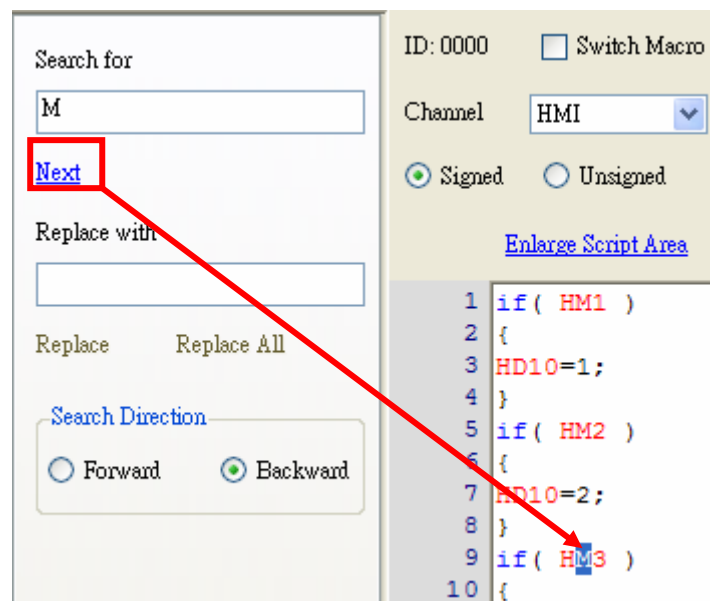 Search for
M
Next
Replace with
Replace Replace All
Search Direction
Forward Backward
ID: 0000 Switch Macro
Channel HMI
Signed Unsigned
Enlarge Script Area
1 if( HM1 )
2 {
3 HD10=1;
4 }
5 if( HM2 )
6 {
7 HD10=2;
8 }
9 if( HM3 )
10 {